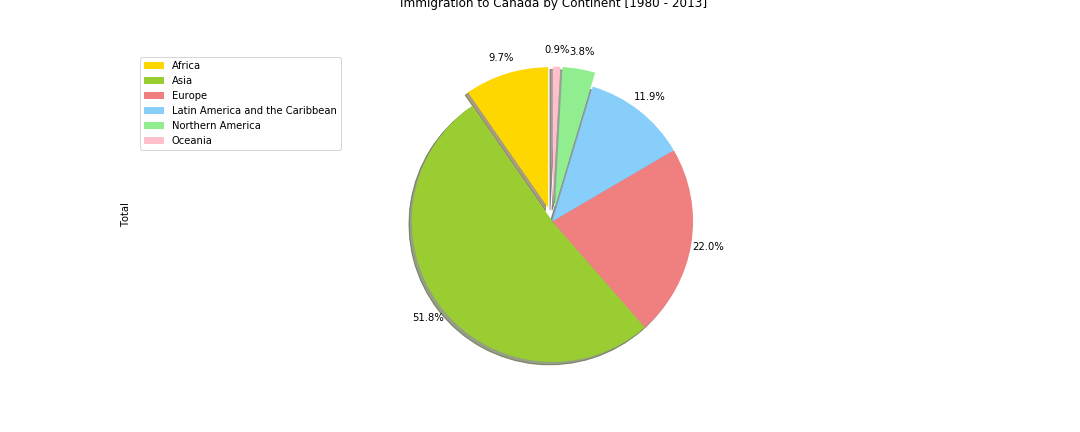 Immigration to Canada by Continent [1980 - 2013]
Africa
Asia
Europe
Latin America and the Caribbean
Northern America
Oceania
9.7%
0.9%
3.8%
11.9%
22.0%
51.8%
Total